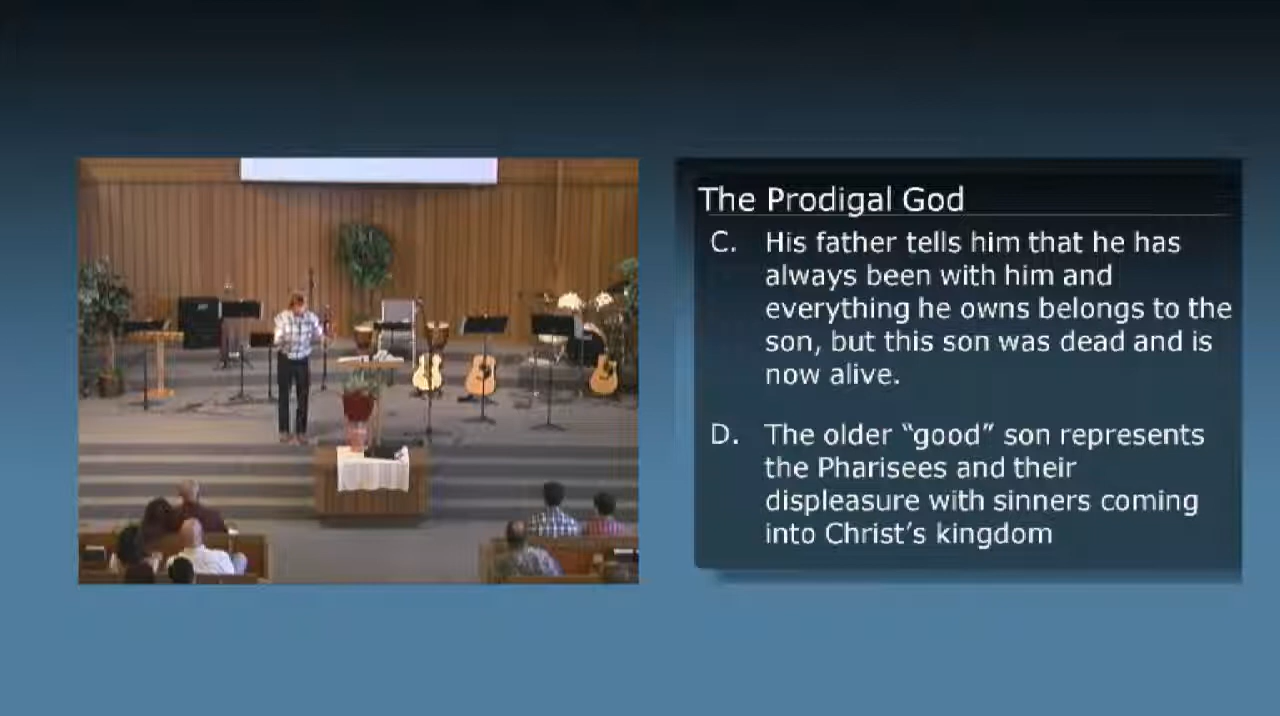 The Prodigal God
C. His father tells him that he has
always been with him and
everything he owns belongs to the
son, but this son was dead and is
now alive.
D. The older “good” son represents
the Pharisees and their
displeasure with sinners coming
into Christ’s kingdom